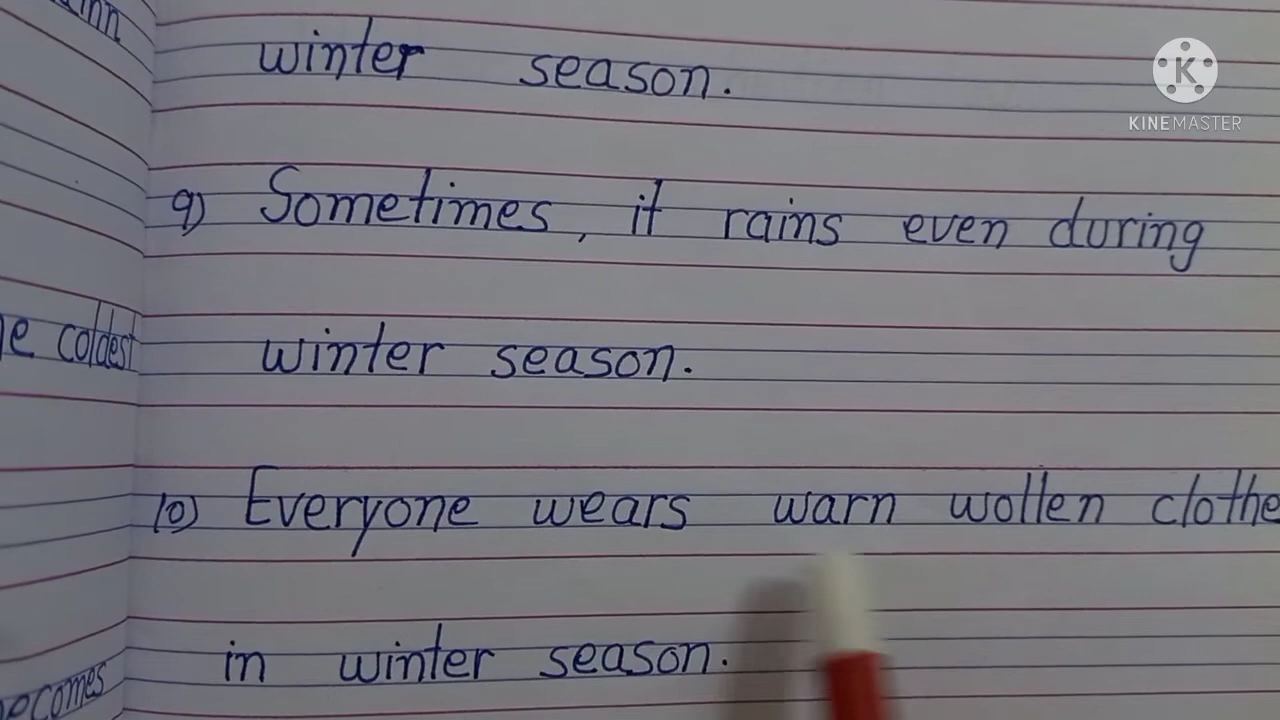 winter season.
9) Sometimes, it rains even during
winter season.
10) Everyone wears warn wollen clothe
in winter season.
e coldest
ecomes
KINEMASTER